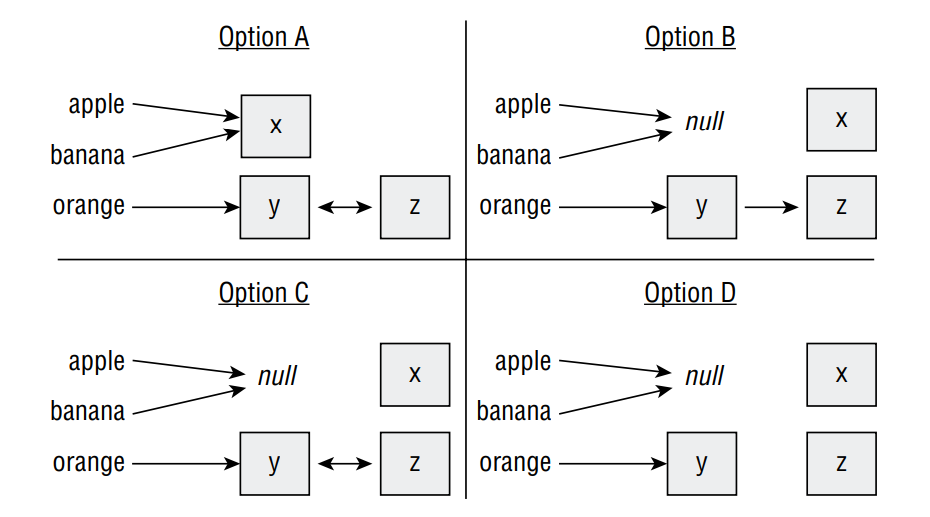 Option A
apple
x
banana
orange
y
z
Option B
apple
null
x
banana
orange
y
z
Option C
apple
null
x
banana
orange
y
z
Option D
apple
null
x
banana
orange
y
z